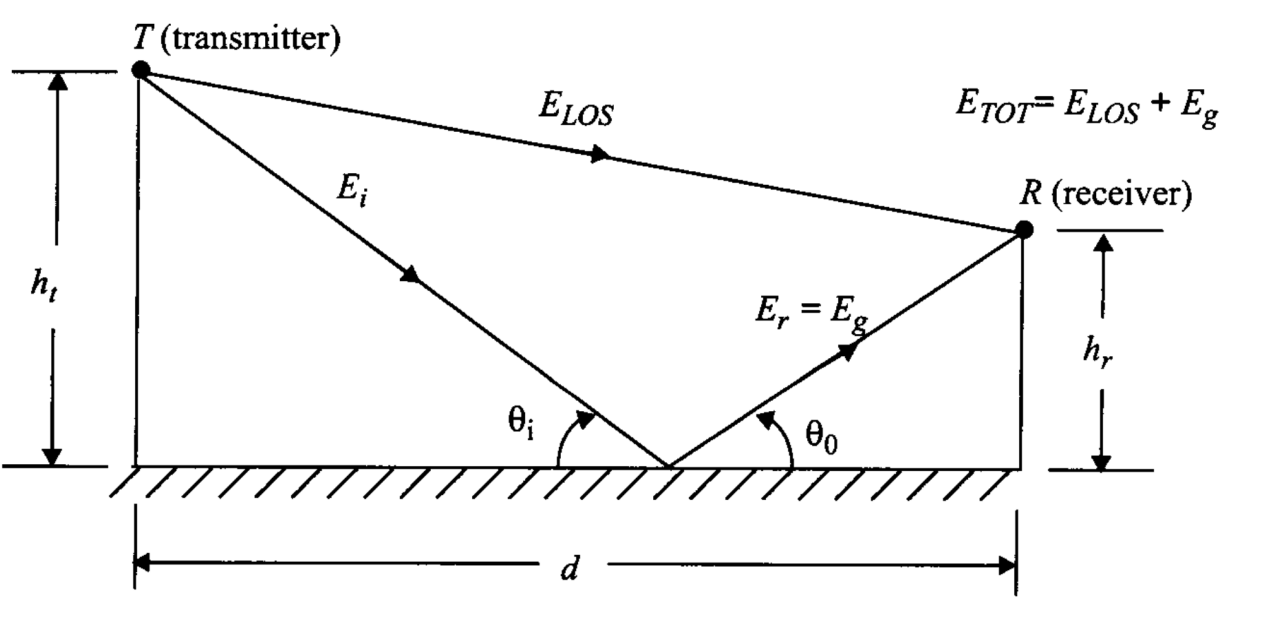 T (transmitter)
E_LOS
E_TOT= E_LOS + E_g
E_i
R (receiver)
h_t
E_r = E_g
h_r
θ_i
θ_0
d